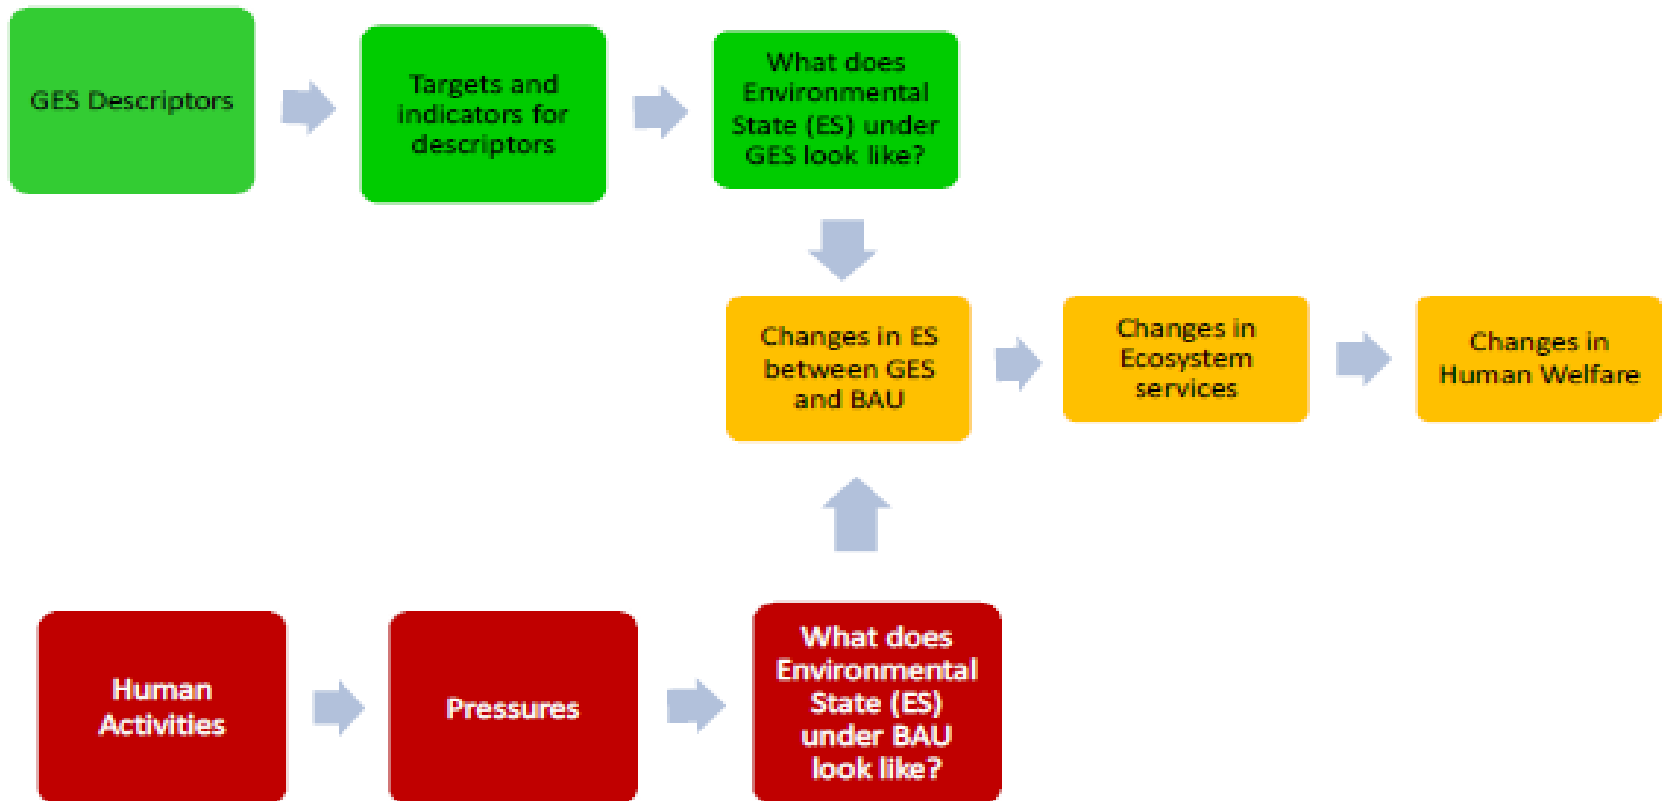 GES Descriptors
Targets and
indicators for
descriptors
What does
Environmental
State (ES) under
GES look like?
Changes in ES
between GES
and BAU
Changes in
Ecosystem
services
Changes in
Human Welfare
Human
Activities
Pressures
What does
Environmental
State (ES)
under BAU
look like?